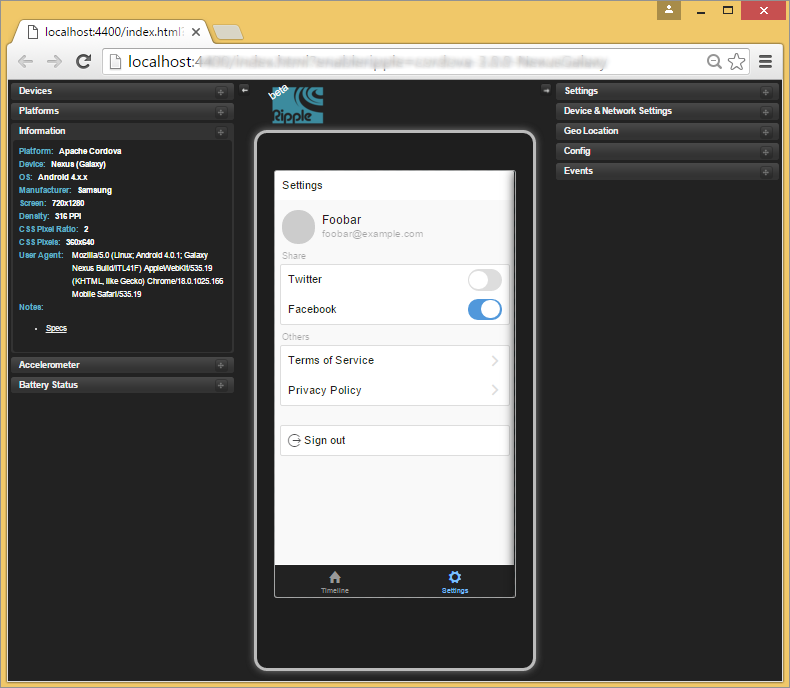 localhost:4400/index.html
localhost:
Devices
Platforms
Information
Platform: Apache Cordova
Device: Nexus (Galaxy)
OS: Android 4.x.x
Manufacturer: Samsung
Screen: 720x1280
Density: 316 PPI
CSS Pixel Ratio: 2
CSS Pixels: 360x640
User Agent: Mozilla/5.0 (Linux; Android 4.0.1; Galaxy
Nexus Build/ITL41F) AppleWebKit/535.19
(KHTML, like Gecko) Chrome/18.0.1025.166
Mobile Safari/535.19
Notes:
Specs
Accelerometer
Battery Status
beta
Ripple
Settings
Foobar
foobar@example.com
Share
Twitter
Facebook
Others
Terms of Service
Privacy Policy
Sign out
Timeline
Settings
Settings
Device & Network Settings
Geo Location
Config
Events